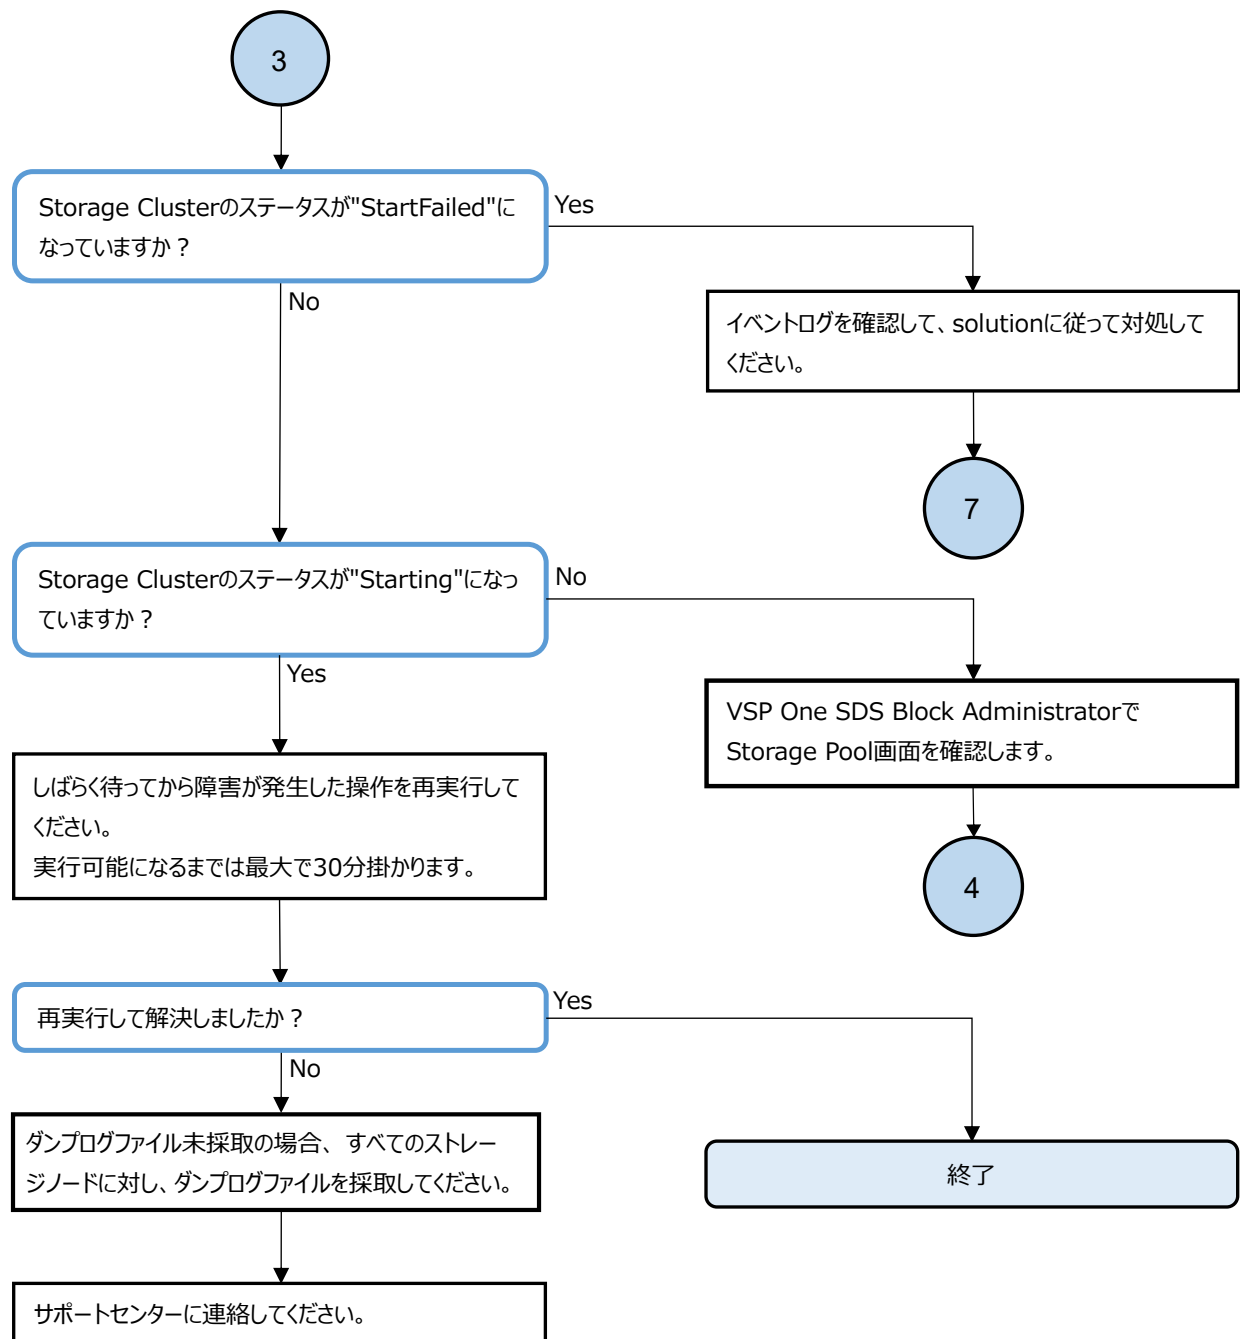 3
Storage Clusterのステータスが"StartFailed"に
なっていますか？
Yes
No
イベントログを確認して、solutionに従って対処して
ください。
7
Storage Clusterのステータスが"Starting"になっ
ていますか？
No
Yes
VSP One SDS Block Administratorで
Storage Pool画面を確認します。
しばらく待ってから障害が発生した操作を再実行して
ください。
実行可能になるまでは最大で30分掛かります。
4
再実行して解決しましたか？
Yes
No
ダンプログファイル未採取の場合、すべてのストレー
ジノードに対し、ダンプログファイルを採取してください。
終了
サポートセンターに連絡してください。